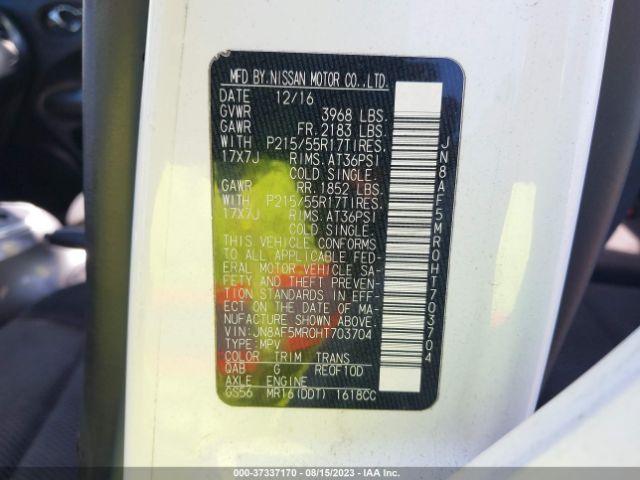 MFD BY.NISSAN MOTOR CO.,LTD.
DATE 12/16
GVWR 3968 LBS.
GAWR FR.2183 LBS.
WITH P215/55R17TIRES.
17X7J RIMS.AT36PSI
COLD SINGLE.
GAWR RR.1852 LBS.
WITH P215/55R17TIRES.
17X7J RIMS.AT36PSI
COLD SINGLE.
THIS VEHICLE CONFORMS
TO ALL APPLICABLE FED-
ERAL MOTOR VEHICLE SA-
FETY AND THEFT PREVEN-
TION STANDARDS IN EFF-
ECT ON THE DATE OF MA-
NUFACTURE SHOWN ABOVE.
VIN:JN8AF5MR0HT703704
TYPE:MPV
COLOR TRIM TRANS
QAB G RE0F10D
AXLE ENGINE
GS56 MR16(DDT) 1618CC
JN8AF5MR0HT703704
000-37337170 - 08/15/2023 - IAA Inc.